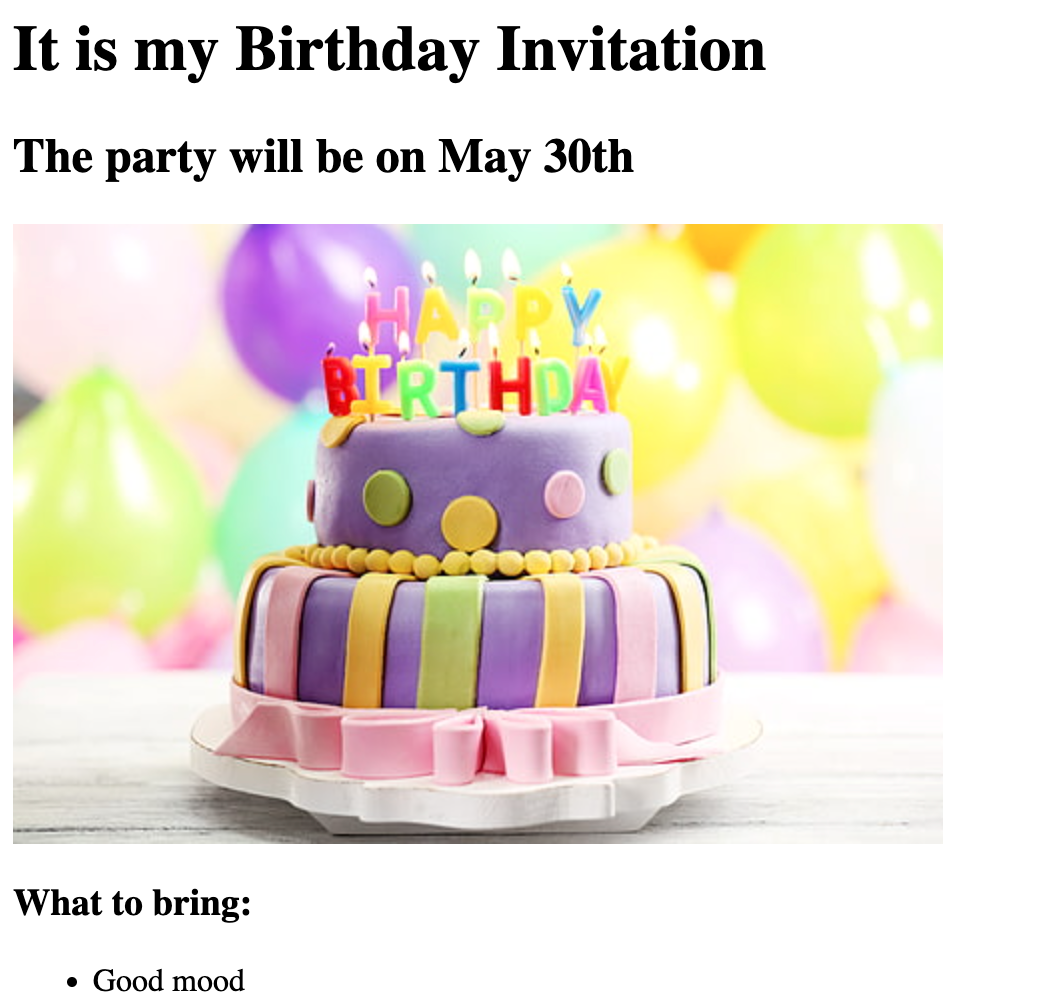 It is my Birthday Invitation
The party will be on May 30th
HAPPY
BIRTHDAY
What to bring:
Good mood